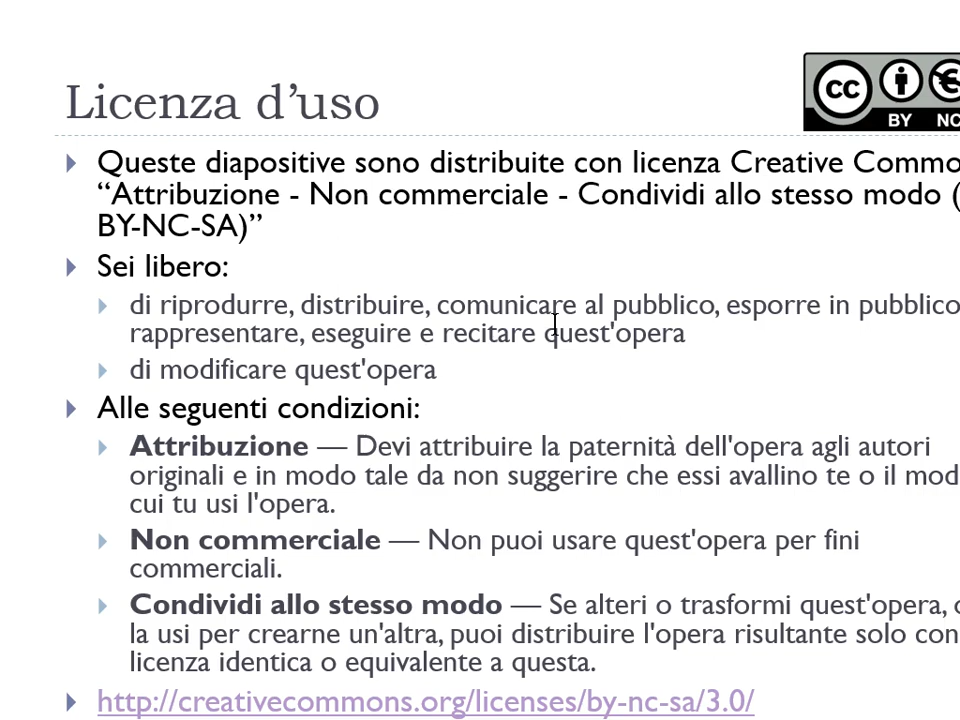 Licenza d’uso
cc
BY NC
Queste diapositive sono distribuite con licenza Creative Commo
“Attribuzione - Non commerciale - Condividi allo stesso modo (
BY-NC-SA)”
Sei libero:
di riprodurre, distribuire, comunicare al pubblico, esporre in pubblico
rappresentare, eseguire e recitare quest'opera
di modificare quest'opera
Alle seguenti condizioni:
Attribuzione — Devi attribuire la paternità dell'opera agli autori
originali e in modo tale da non suggerire che essi avallino te o il mod
cui tu usi l'opera.
Non commerciale — Non puoi usare quest'opera per fini
commerciali.
Condividi allo stesso modo — Se alteri o trasformi quest'opera, o
la usi per crearne un'altra, puoi distribuire l'opera risultante solo con
licenza identica o equivalente a questa.
http://creativecommons.org/licenses/by-nc-sa/3.0/